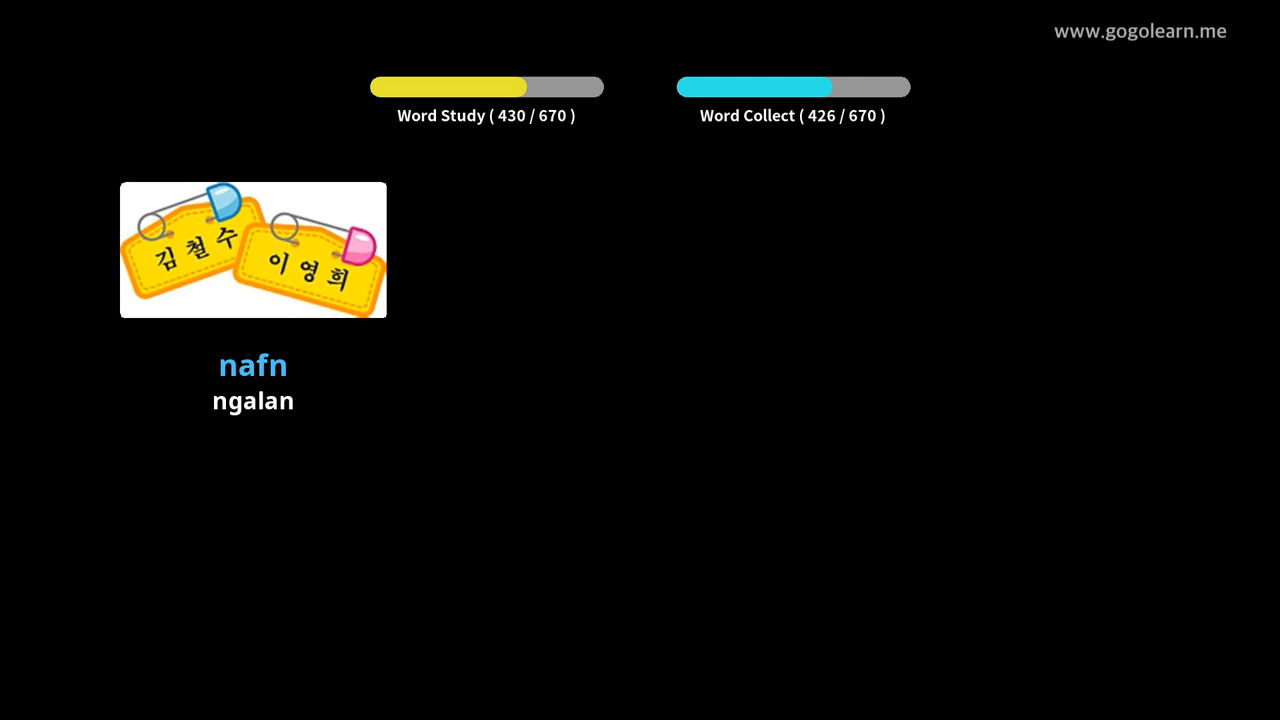 www.gogolearn.me
Word Study ( 430 / 670 )
Word Collect ( 426 / 670 )
김철수
이영희
nafn
ngalan